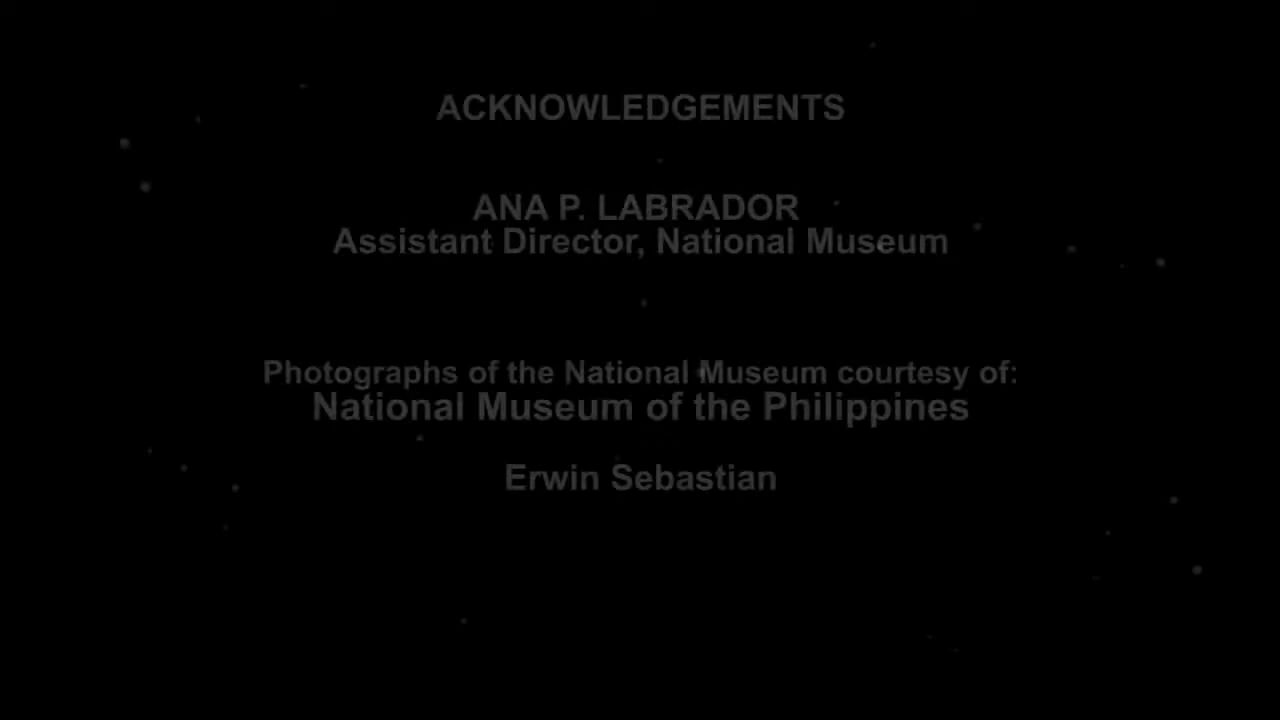 ACKNOWLEDGEMENTS
ANA P. LABRADOR
Assistant Director, National Museum
Photographs of the National Museum courtesy of:
National Museum of the Philippines
Erwin Sebastian